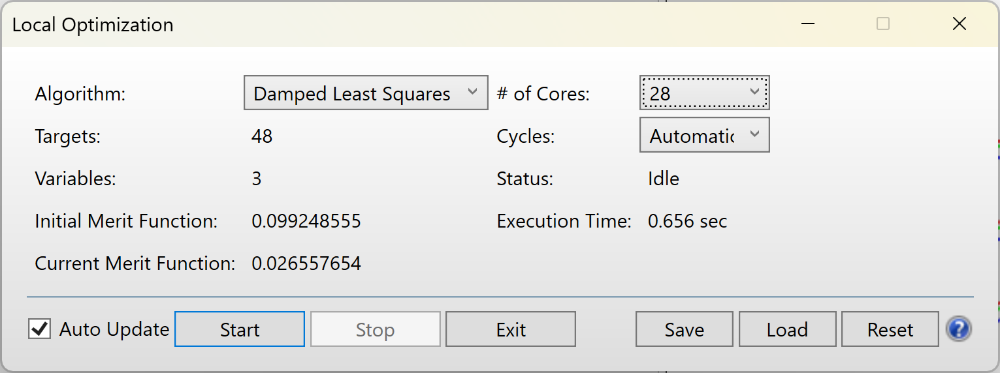 Local Optimization
Algorithm: Damped Least Squares # of Cores: 28
Targets: 48 Cycles: Automatic
Variables: 3 Status: Idle
Initial Merit Function: 0.099248555 Execution Time: 0.656 sec
Current Merit Function: 0.026557654
Auto Update Start Stop Exit Save Load Reset ?